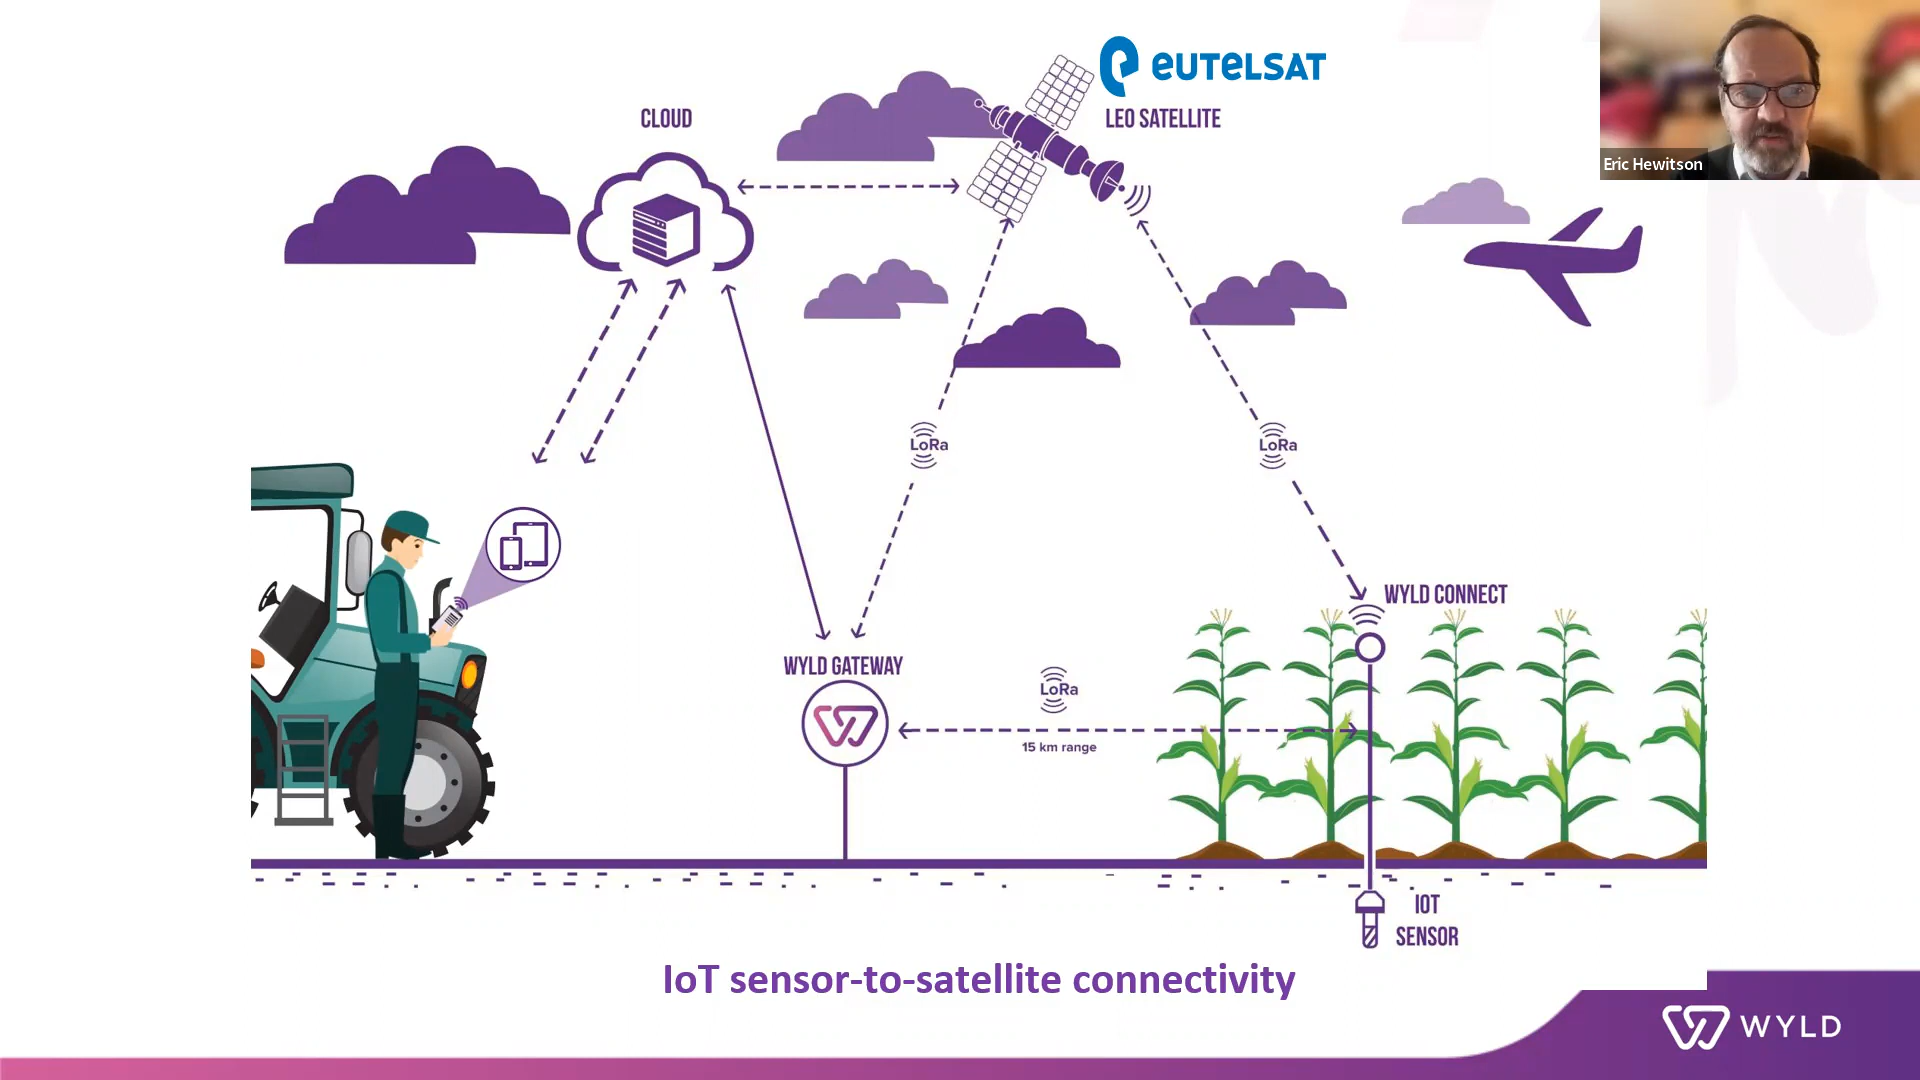 eutelsat
CLOUD
LEO SATELLITE
Eric Hewitson
LoRa
LoRa
WYLD CONNECT
WYLD GATEWAY
LoRa
15 km range
IOT
SENSOR
IoT sensor-to-satellite connectivity
WYLD